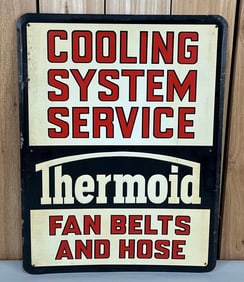 COOLING
SYSTEM
SERVICE
Thermoid
FAN BELTS
AND HOSE